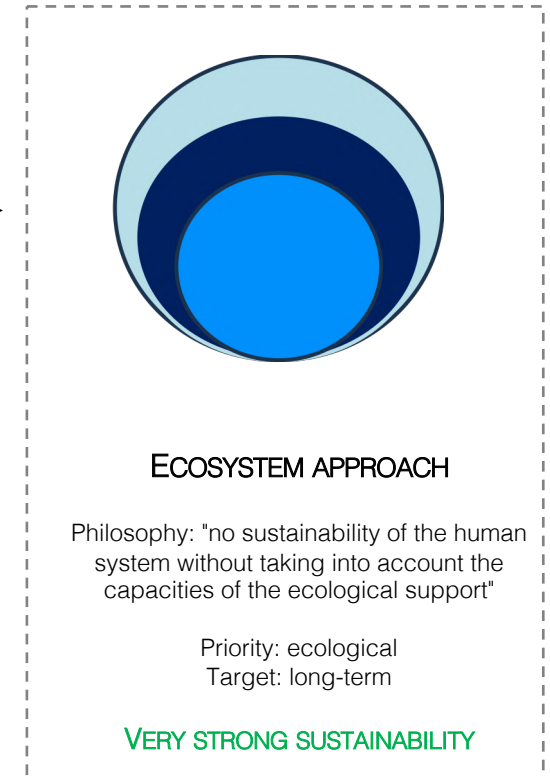 ECOSYSTEM APPROACH
Philosophy: "no sustainability of the human
system without taking into account the
capacities of the ecological support"
Priority: ecological
Target: long-term
VERY STRONG SUSTAINABILITY